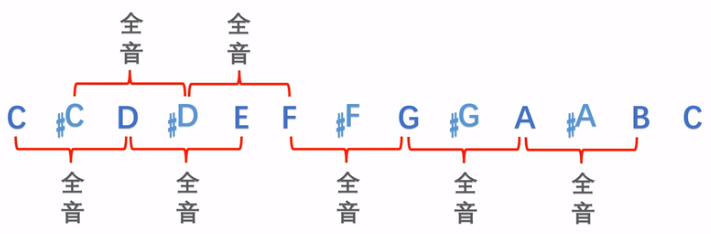 全音 全音
C ♯C D ♯D E F ♯F G ♯G A ♯A B C
全音 全音 全音 全音 全音